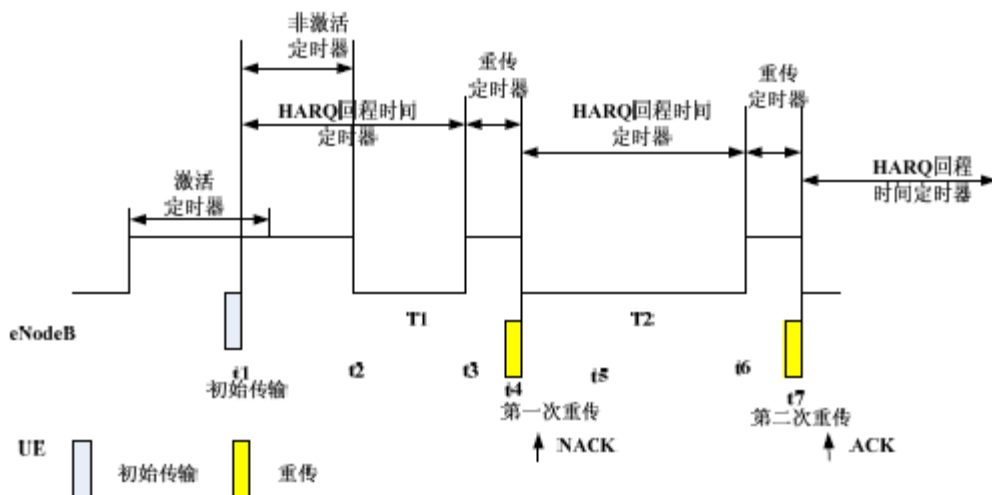 非激活
定时器
重传
定时器
重传
定时器
HARQ回程时间
定时器
HARQ回程时间
定时器
HARQ回程
时间定时器
激活
定时器
eNodeB
T1
T2
t1
t2
t3
t4
t5
t6
t7
初始传输
第一次重传
第二次重传
NACK
ACK
UE
初始传输
重传